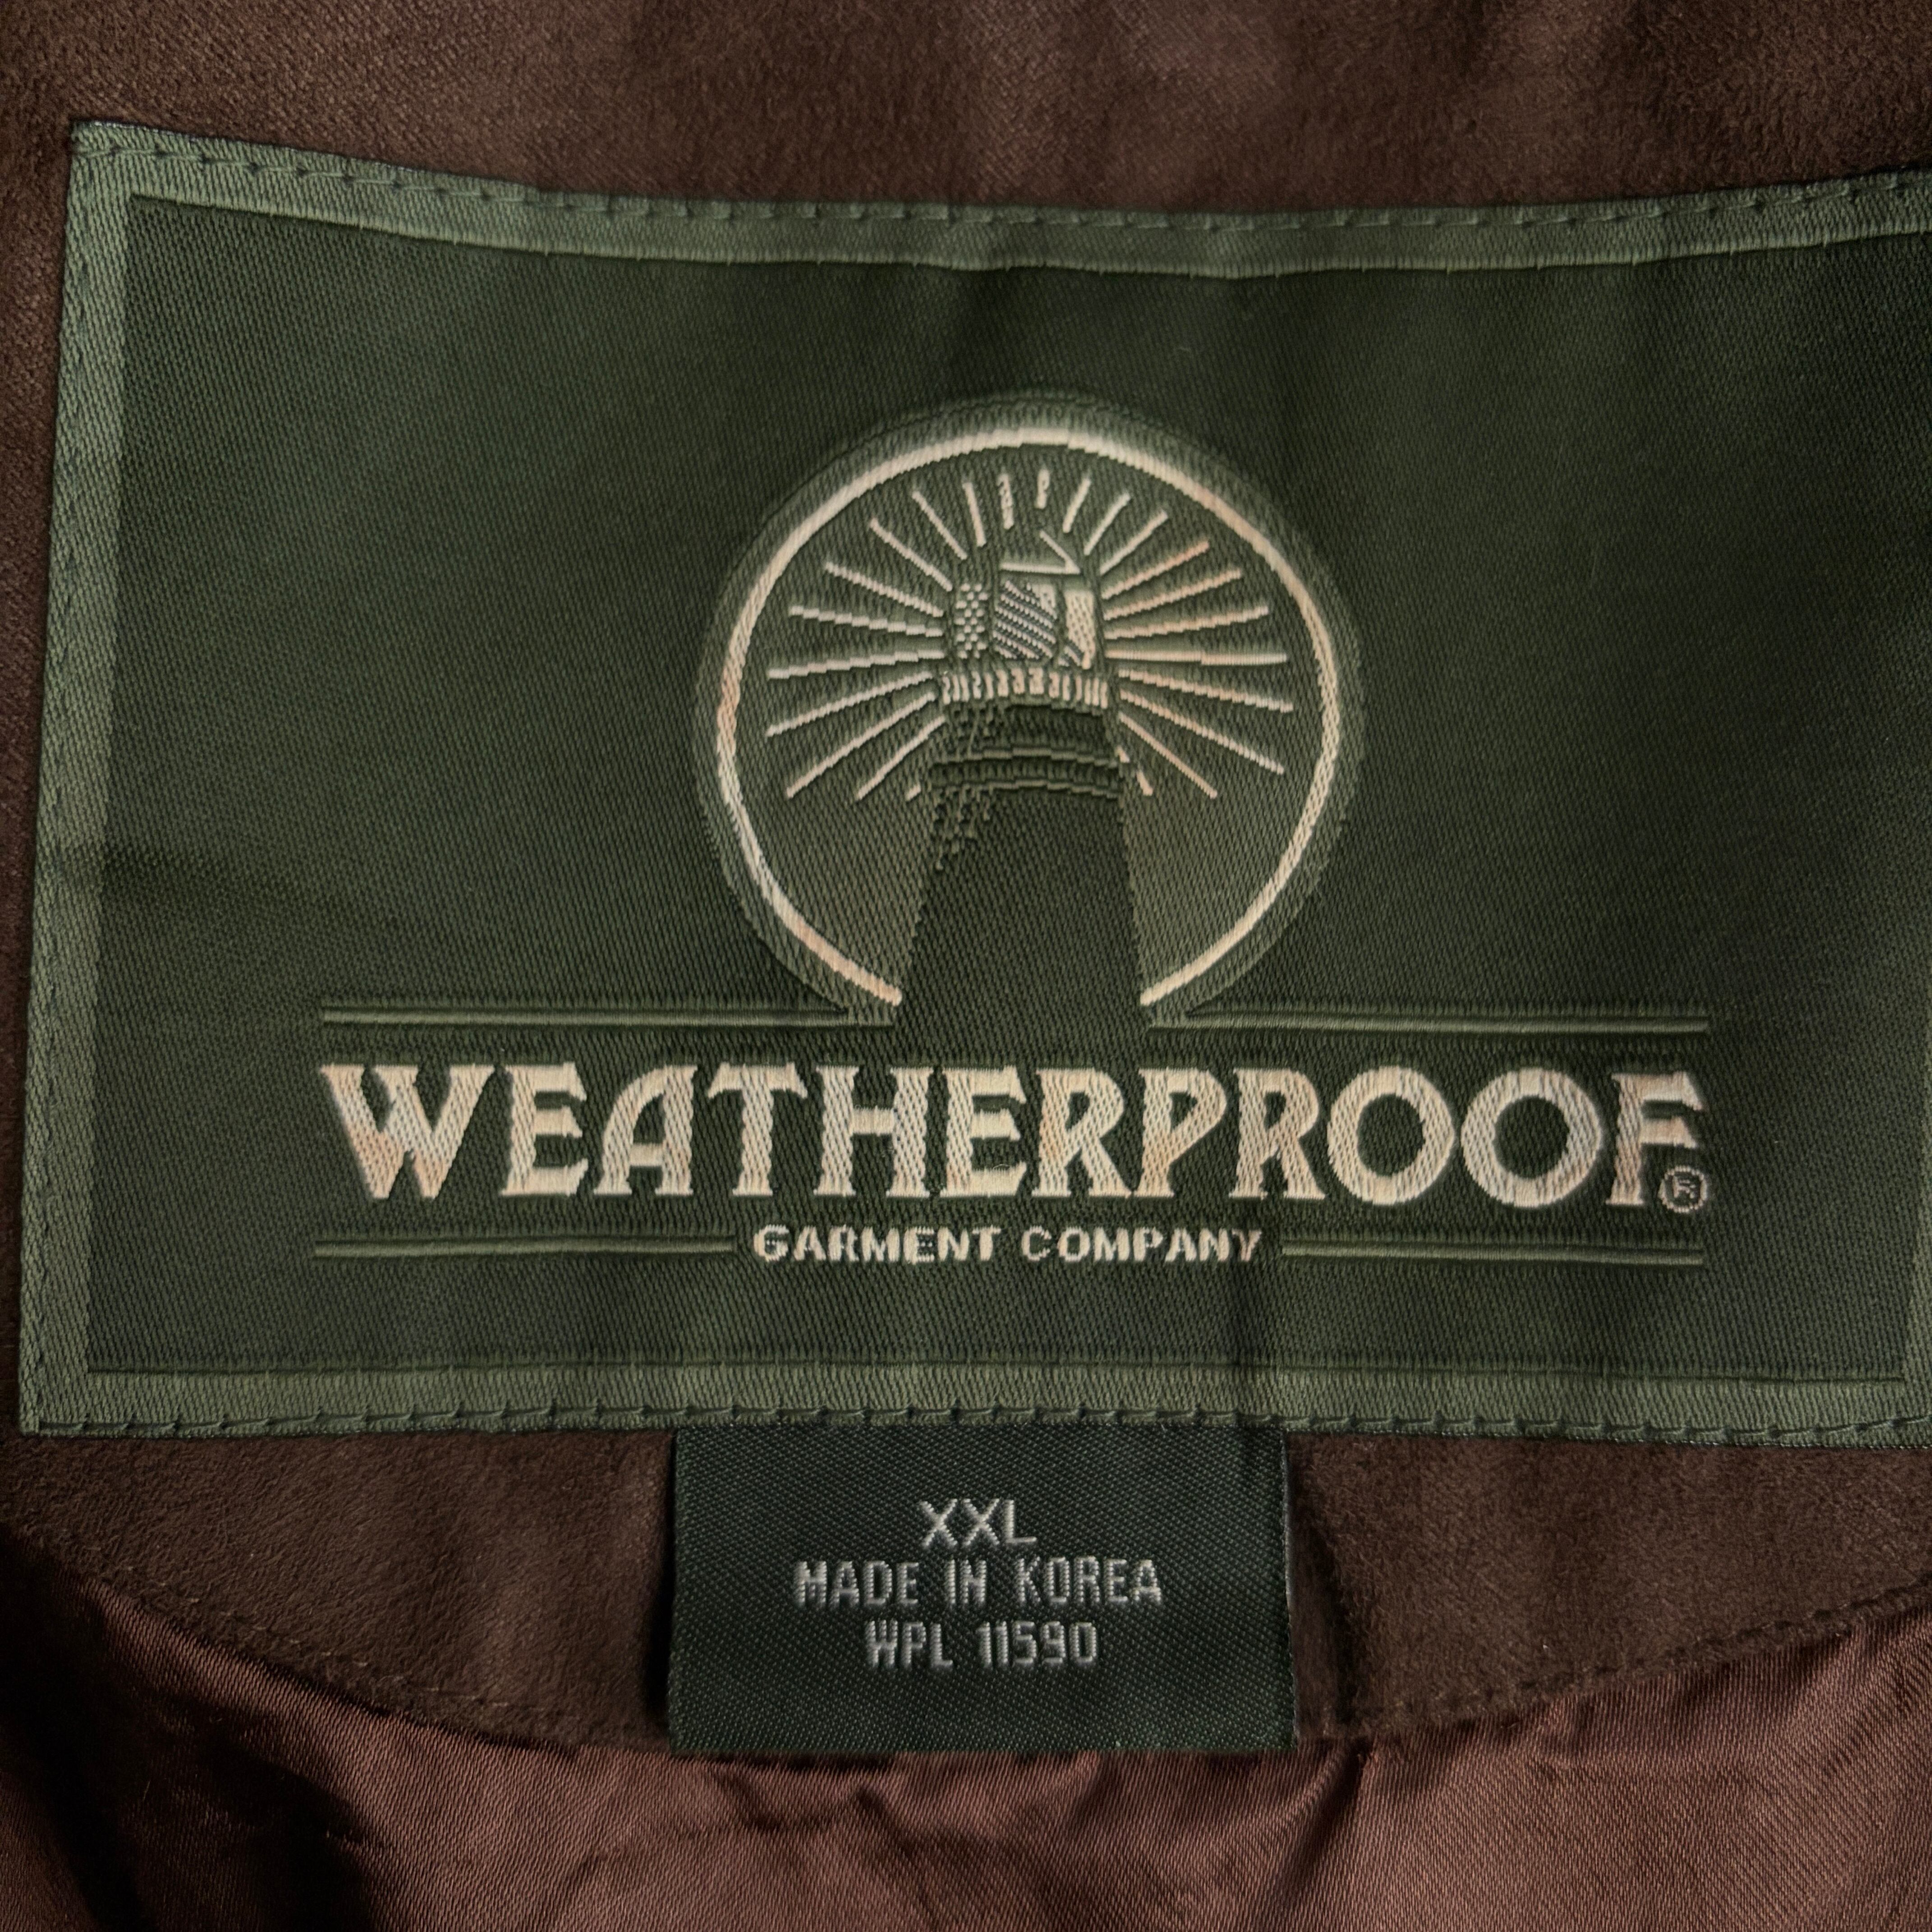 WEATHERPROOF®
GARMENT COMPANY
XXL
MADE IN KOREA
WPL 11590